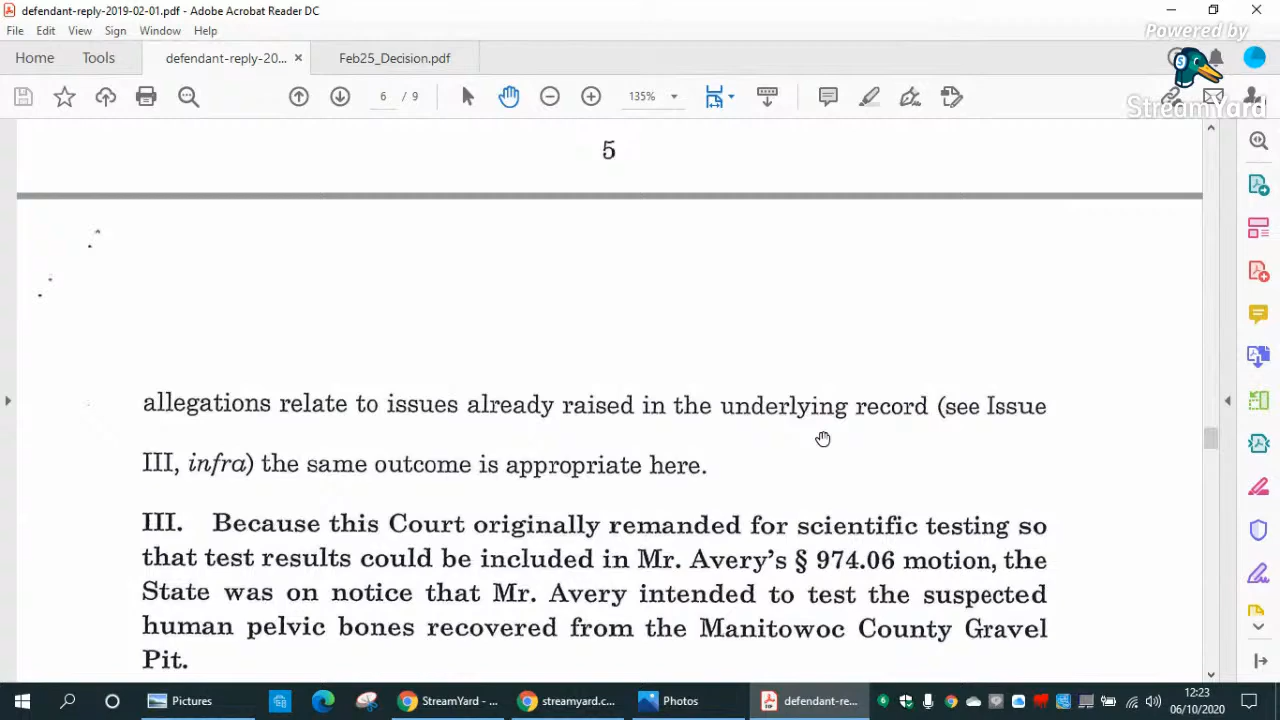 defendant-reply-2019-02-01.pdf - Adobe Acrobat Reader DC
File Edit View Sign Window Help
Powered by
Home Tools defendant-reply-20... × Feb25_Decision.pdf
S
6 / 9 135%
StreamYard
5
allegations relate to issues already raised in the underlying record (see Issue
III, infra) the same outcome is appropriate here.
III. Because this Court originally remanded for scientific testing so
that test results could be included in Mr. Avery's § 974.06 motion, the
State was on notice that Mr. Avery intended to test the suspected
human pelvic bones recovered from the Manitowoc County Gravel
Pit.
Pictures StreamYard - ... streamyard.c... Photos defendant-re... 12:23
06/10/2020